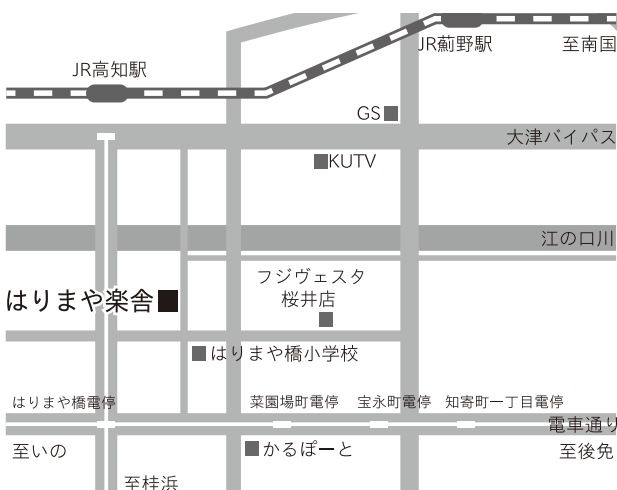 JR薊野駅
至南国
JR高知駅
GS
大津バイパス
KUTV
江の口川
フジヴェスタ
桜井店
はりまや楽舎
はりまや橋小学校
はりまや橋電停
菜園場町電停
宝永町電停
知寄町一丁目電停
電車通り
至いの
かるぽーと
至後免
至桂浜